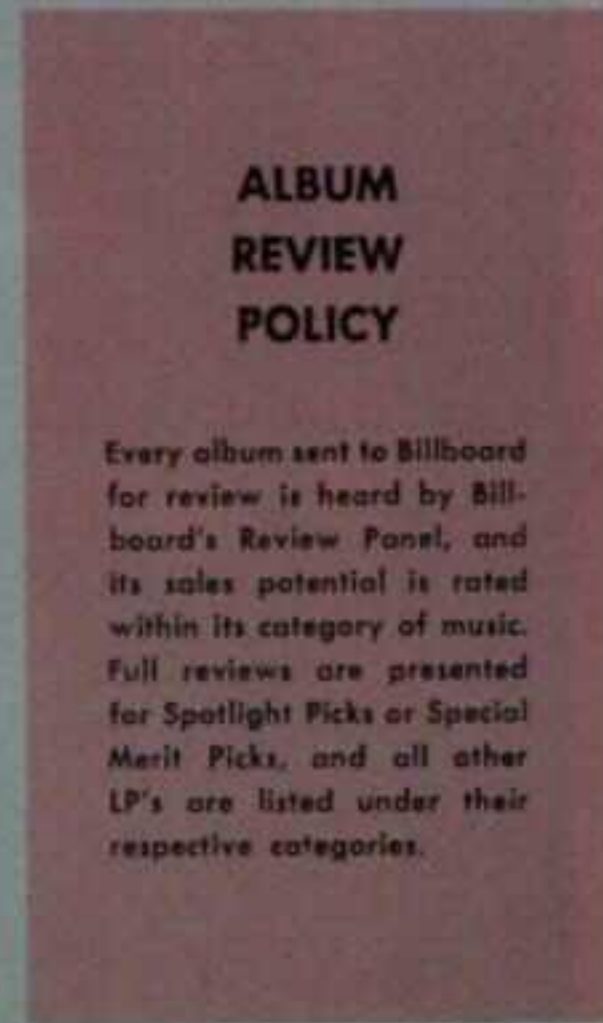 ALBUM
REVIEW
POLICY
Every album sent to Billboard
for review is heard by Bill-
board's Review Panel, and
its sales potential is rated
within its category of music.
Full reviews are presented
for Spotlight Picks or Special
Merit Picks, and all other
LP's are listed under their
respective categories.